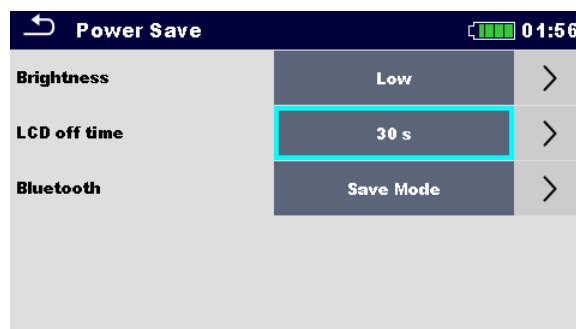 Power Save 01:56
Brightness Low
LCD off time 30 s
Bluetooth Save Mode